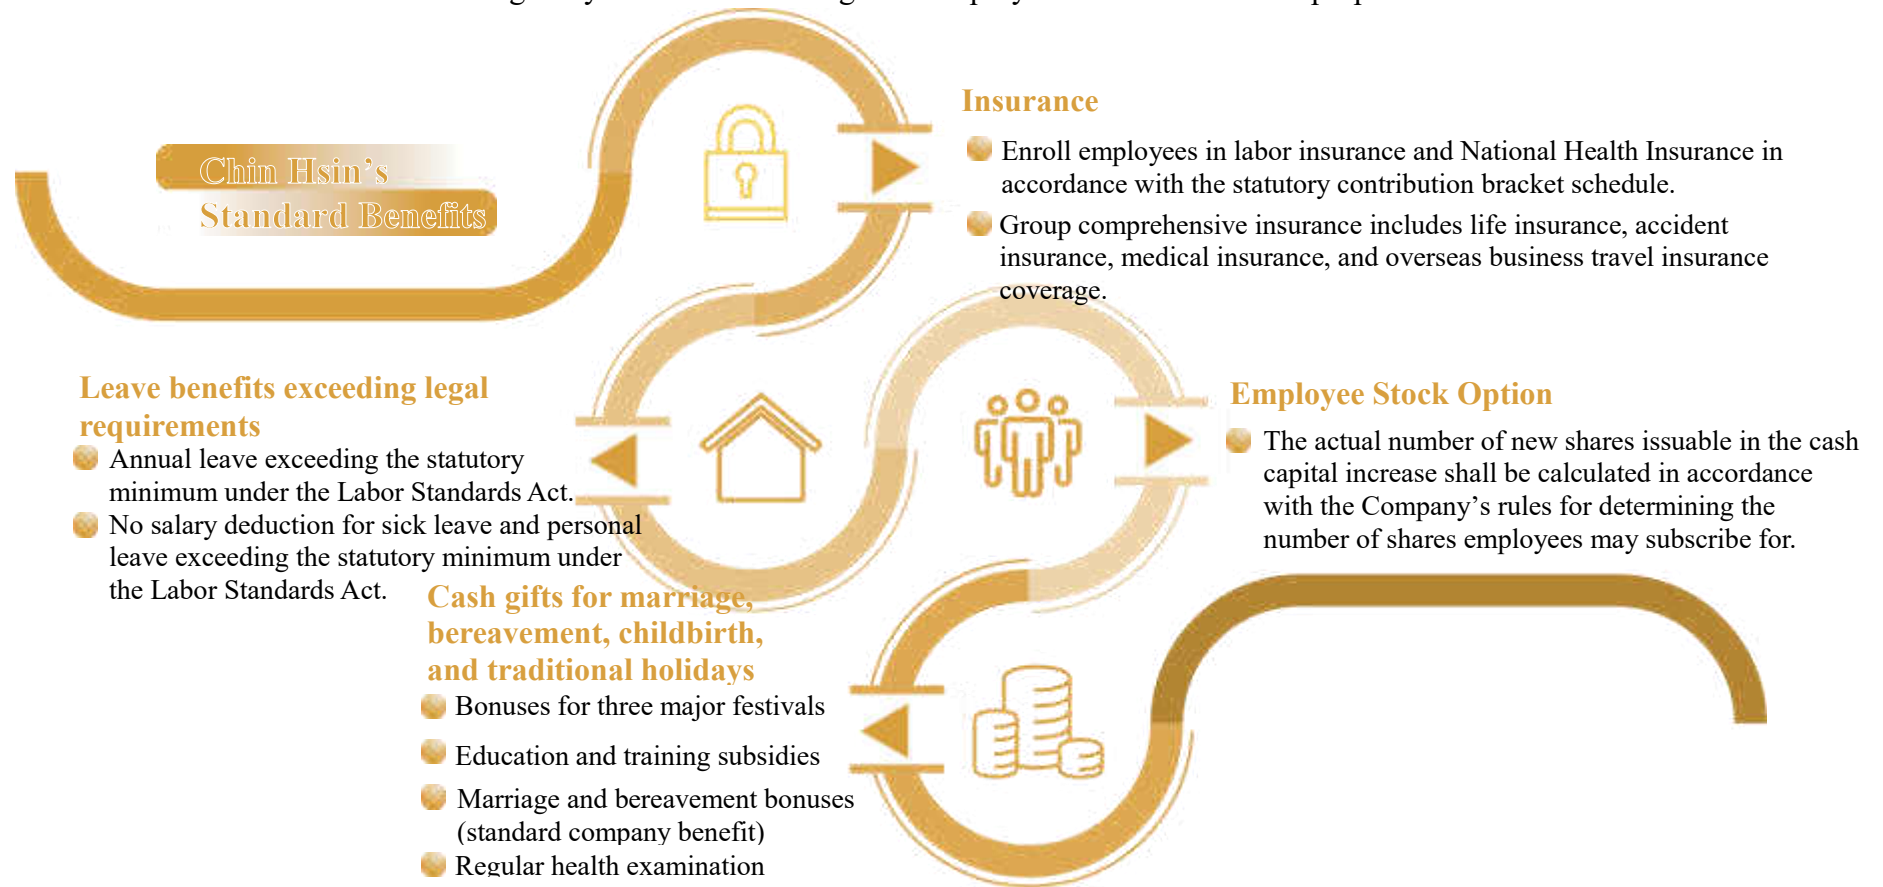 Chin Hsin’s
Standard Benefits
Insurance
Enroll employees in labor insurance and National Health Insurance in
accordance with the statutory contribution bracket schedule.
Group comprehensive insurance includes life insurance, accident
insurance, medical insurance, and overseas business travel insurance
coverage.
Leave benefits exceeding legal
requirements
Annual leave exceeding the statutory
minimum under the Labor Standards Act.
No salary deduction for sick leave and personal
leave exceeding the statutory minimum under
the Labor Standards Act.
Employee Stock Option
The actual number of new shares issuable in the cash
capital increase shall be calculated in accordance
with the Company’s rules for determining the
number of shares employees may subscribe for.
Cash gifts for marriage,
bereavement, childbirth,
and traditional holidays
Bonuses for three major festivals
Education and training subsidies
Marriage and bereavement bonuses
(standard company benefit)
Regular health examination